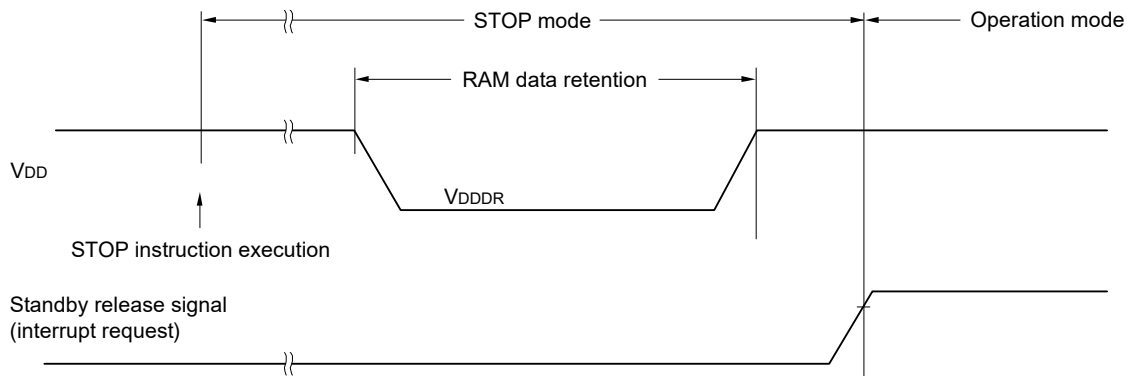 STOP mode
Operation mode
RAM data retention
VDD
VDDDR
STOP instruction execution
Standby release signal
(interrupt request)